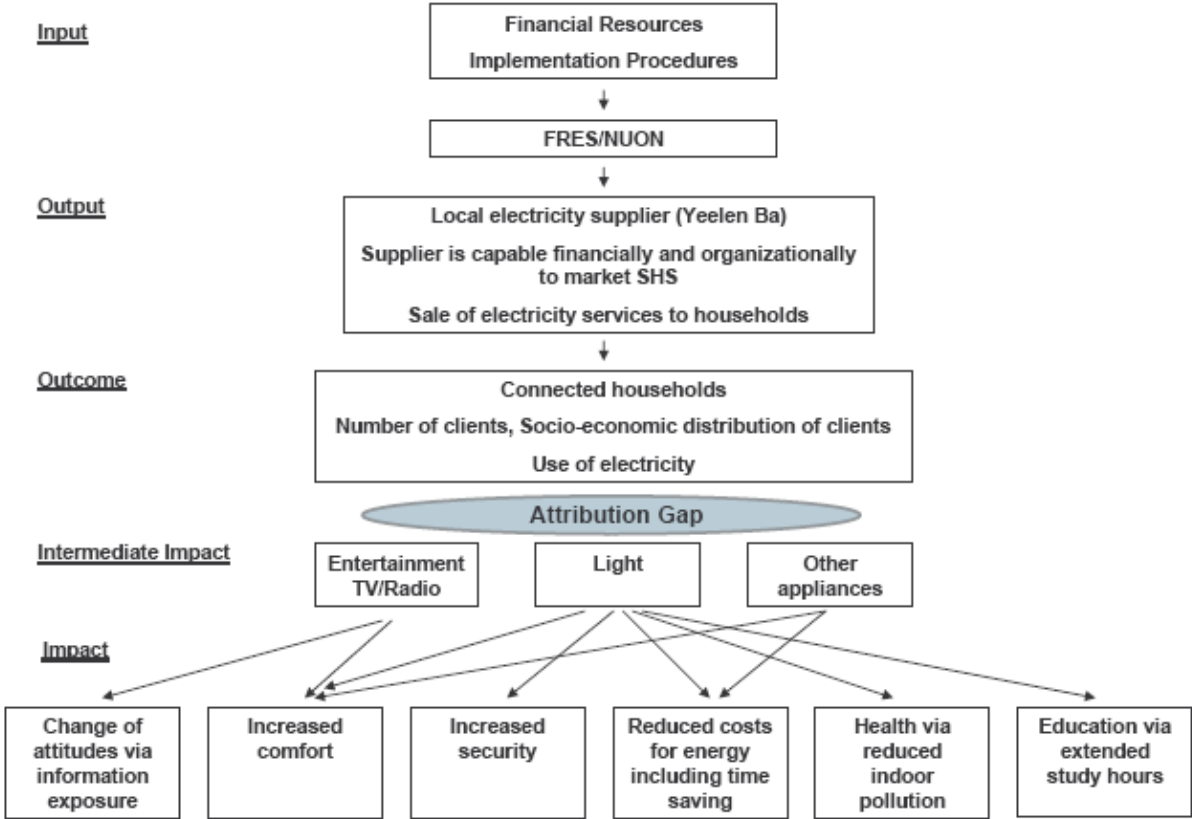 Input
Financial Resources
Implementation Procedures
FRES/NUON
Output
Local electricity supplier (Yeelen Ba)
Supplier is capable financially and organizationally
to market SHS
Sale of electricity services to households
Outcome
Connected households
Number of clients, Socio-economic distribution of clients
Use of electricity
Attribution Gap
Intermediate Impact
Entertainment
TV/Radio
Light
Other
appliances
Impact
Change of
attitudes via
information
exposure
Increased
comfort
Increased
security
Reduced costs
for energy
including time
saving
Health via
reduced
indoor
pollution
Education via
extended
study hours